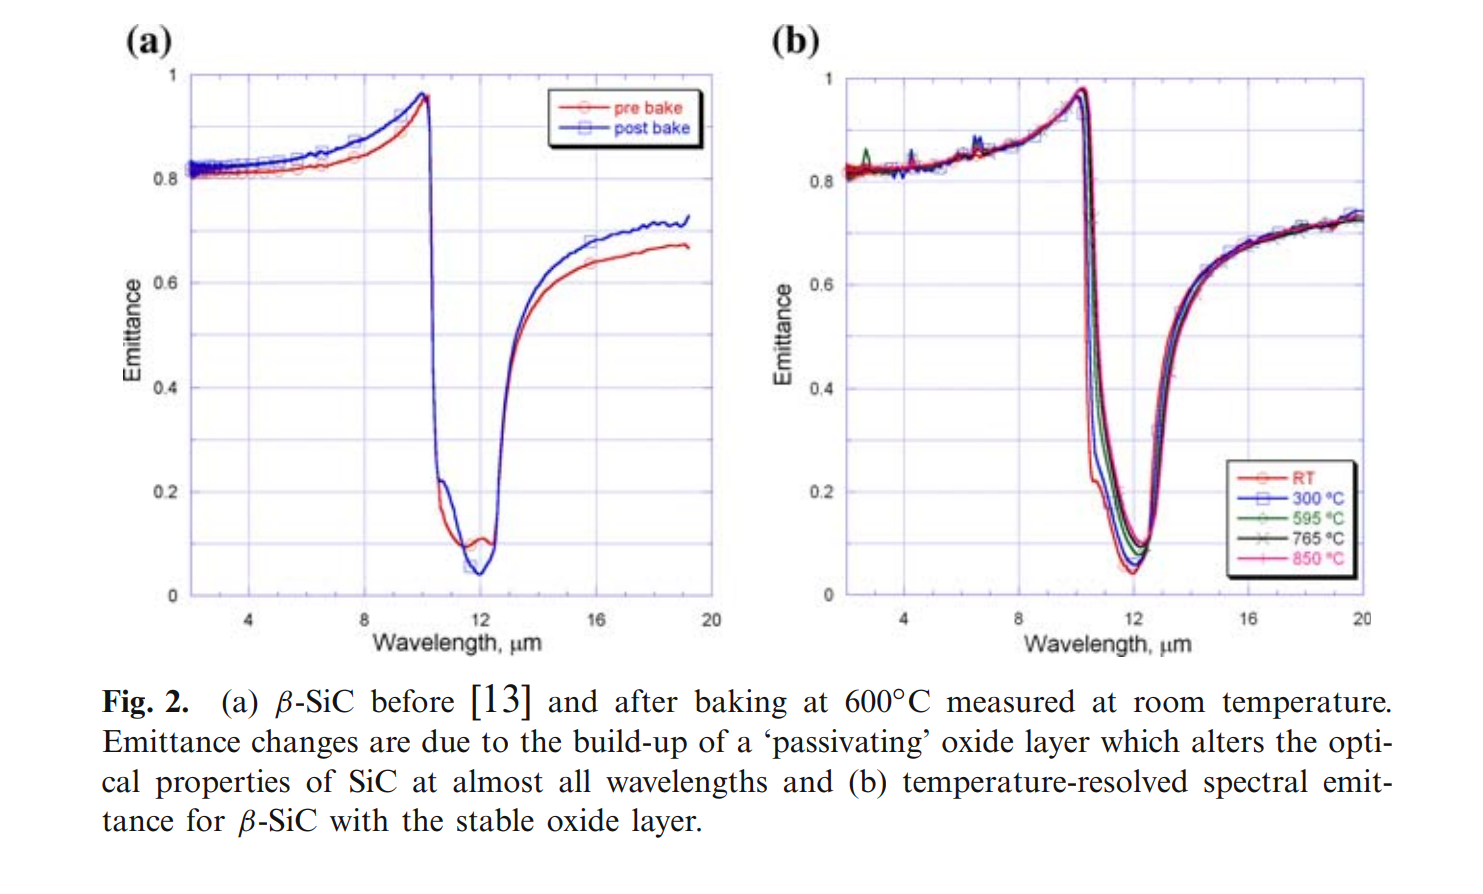 (a)
1
0.8
0.6
0.4
0.2
0
4
8
12
16
20
Emittance
Wavelength, μm
pre bake
post bake
(b)
1
0.8
0.6
0.4
0.2
0
4
8
12
16
20
Emittance
Wavelength, μm
RT
300 ºC
595 ºC
765 ºC
850 ºC
Fig. 2. (a) β-SiC before [13] and after baking at 600°C measured at room temperature.
Emittance changes are due to the build-up of a ‘passivating’ oxide layer which alters the opti-
cal properties of SiC at almost all wavelengths and (b) temperature-resolved spectral emit-
tance for β-SiC with the stable oxide layer.